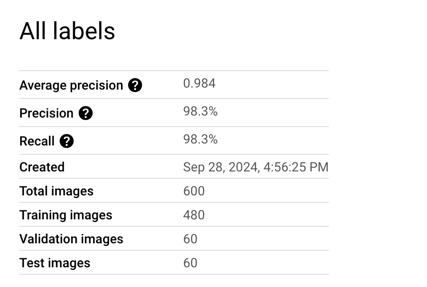 All labels
Average precision ? 0.984
Precision ? 98.3%
Recall ? 98.3%
Created Sep 28, 2024, 4:56:25 PM
Total images 600
Training images 480
Validation images 60
Test images 60